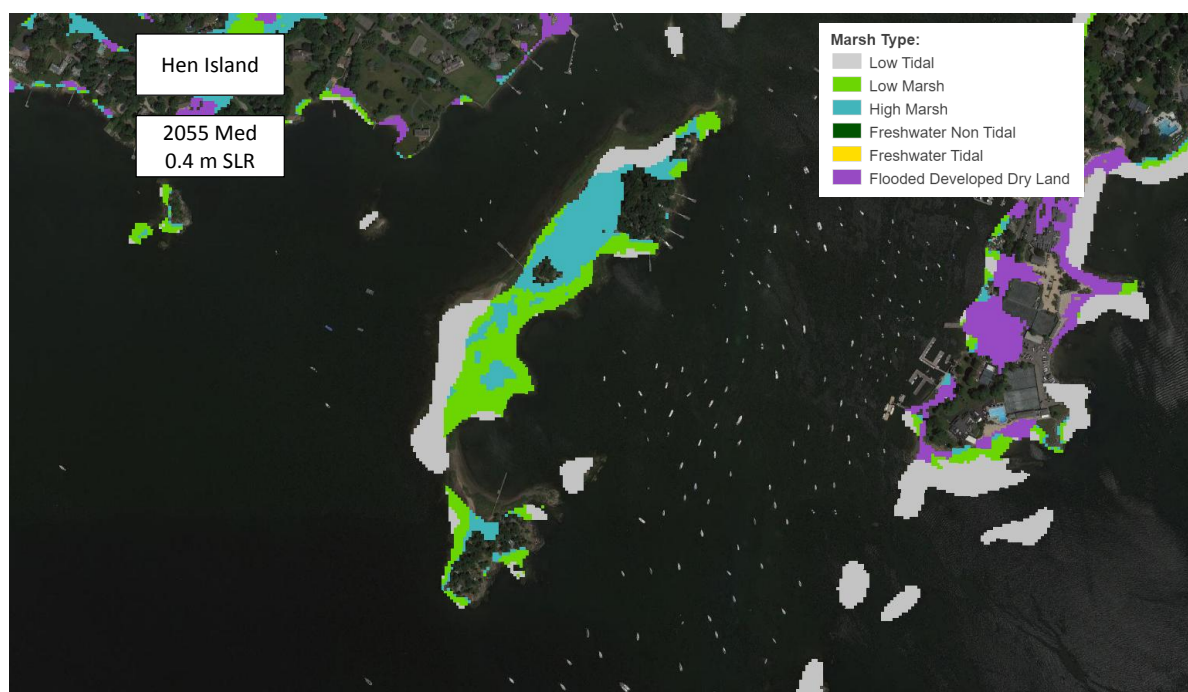 Hen Island
2055 Med
0.4 m SLR
Marsh Type:
Low Tidal
Low Marsh
High Marsh
Freshwater Non Tidal
Freshwater Tidal
Flooded Developed Dry Land